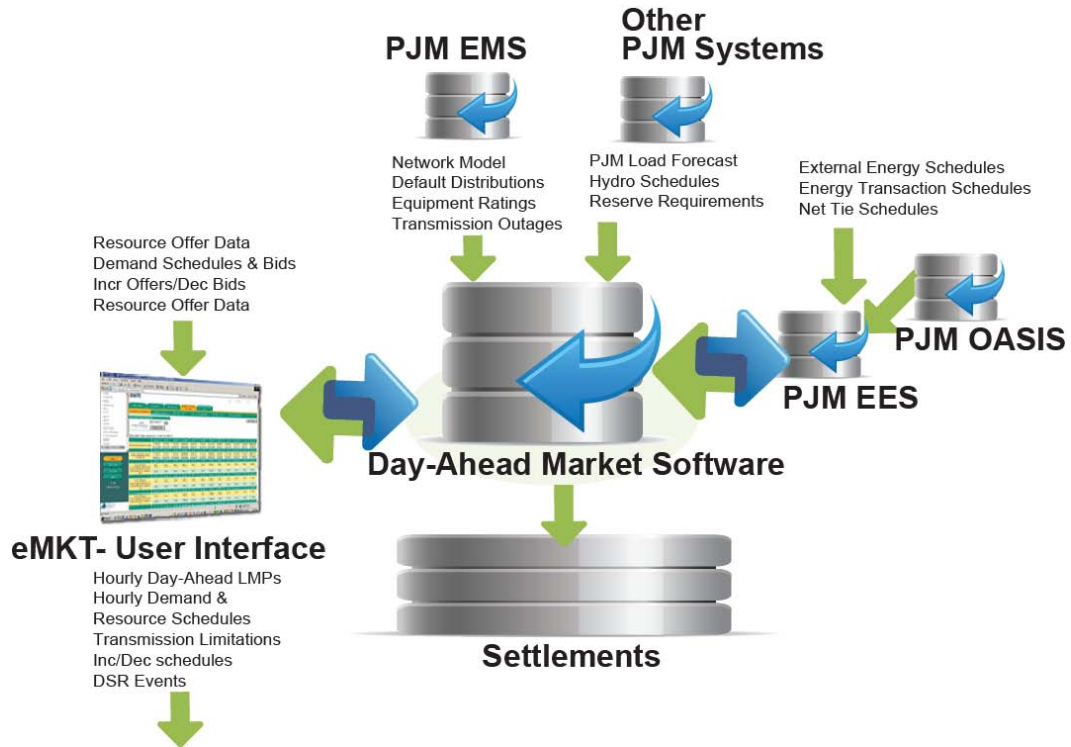 PJM EMS
Other
PJM Systems
Network Model
Default Distributions
Equipment Ratings
Transmission Outages
PJM Load Forecast
Hydro Schedules
Reserve Requirements
External Energy Schedules
Energy Transaction Schedules
Net Tie Schedules
Resource Offer Data
Demand Schedules & Bids
Incr Offers/Dec Bids
Resource Offer Data
PJM OASIS
PJM EES
Day-Ahead Market Software
eMKT- User Interface
Hourly Day-Ahead LMPs
Hourly Demand &
Resource Schedules
Transmission Limitations
Inc/Dec schedules
DSR Events
Settlements